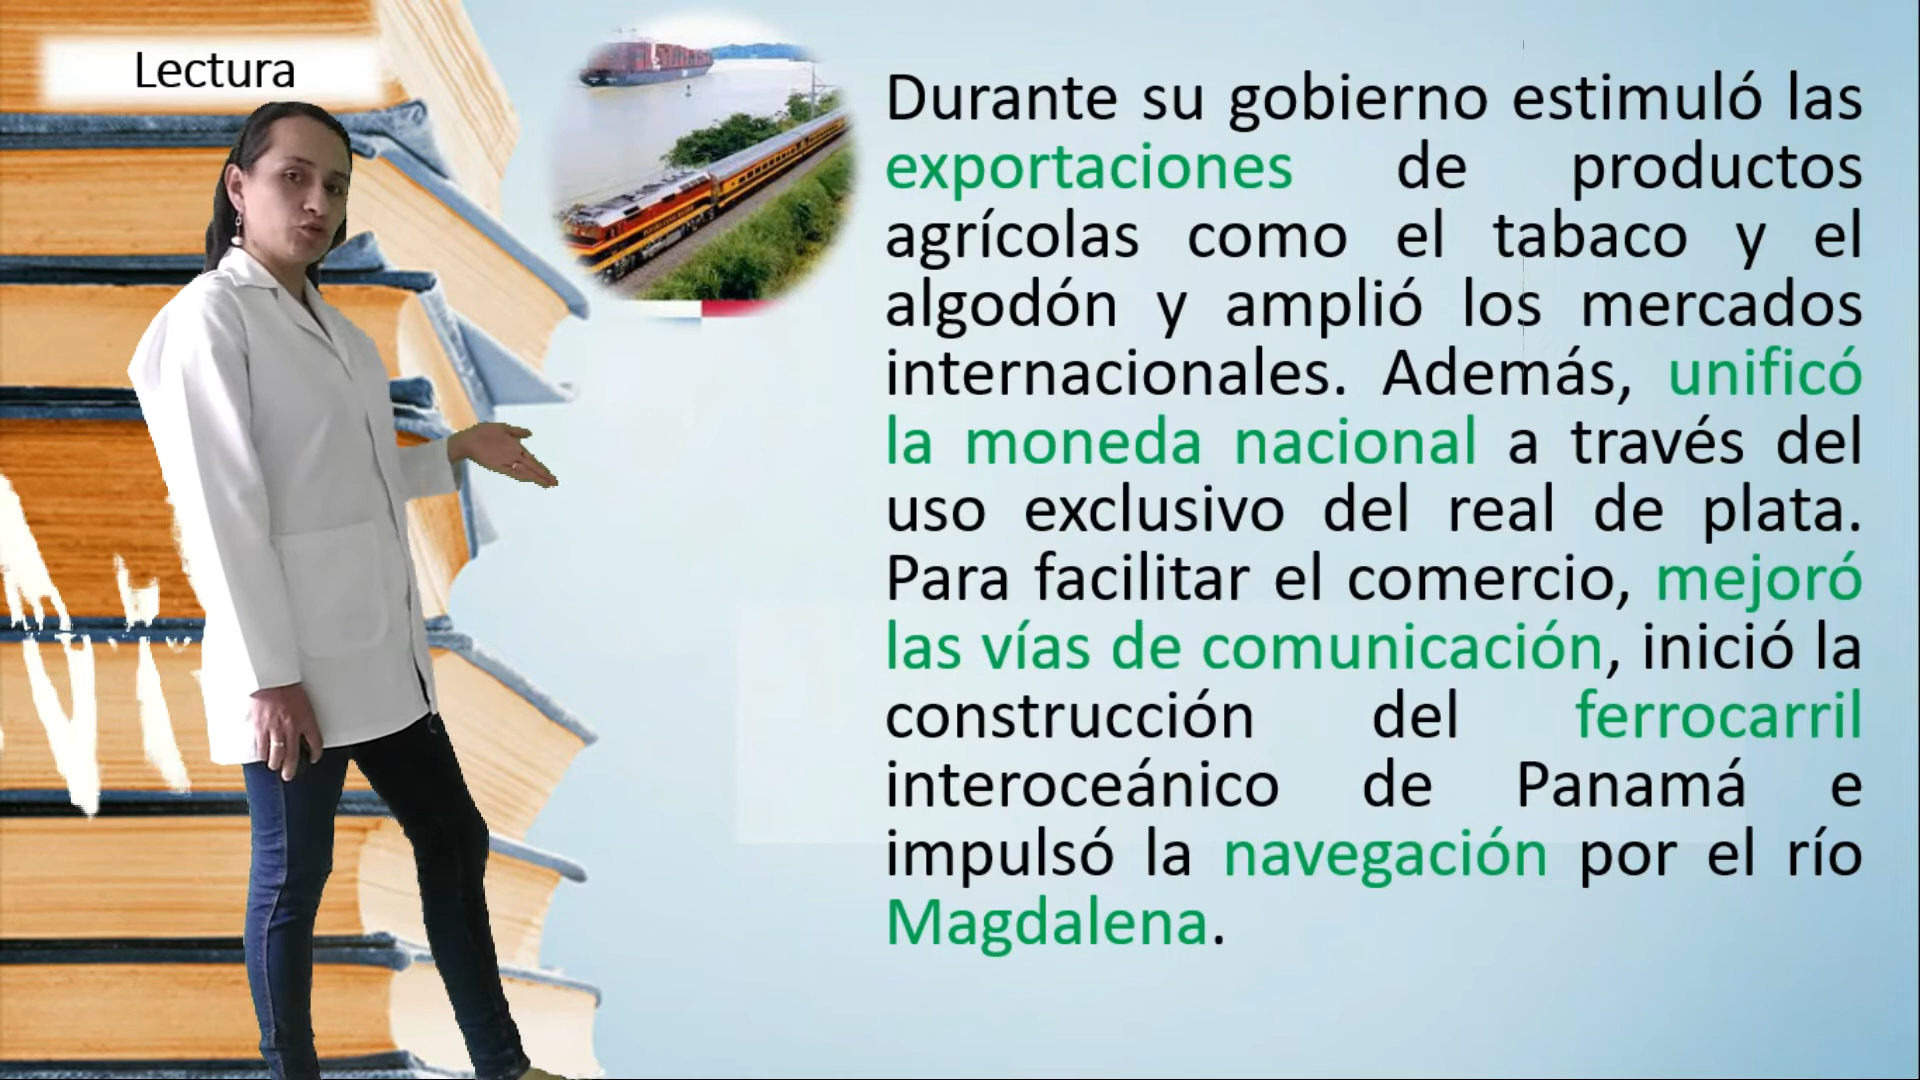 Lectura
Durante su gobierno estimuló las
exportaciones de productos
agrícolas como el tabaco y el
algodón y amplió los mercados
internacionales. Además, unificó
la moneda nacional a través del
uso exclusivo del real de plata.
Para facilitar el comercio, mejoró
las vías de comunicación, inició la
construcción del ferrocarril
interoceánico de Panamá e
impulsó la navegación por el río
Magdalena.